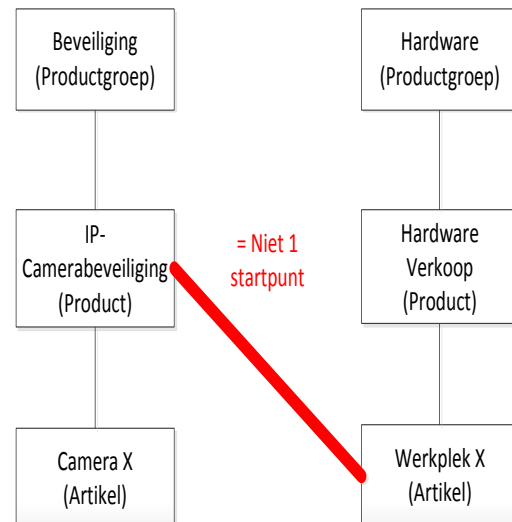 Beveiliging
(Productgroep)
Hardware
(Productgroep)
IP-
Camerabeveiliging
(Product)
= Niet 1
startpunt
Hardware
Verkoop
(Product)
Camera X
(Artikel)
Werkplek X
(Artikel)